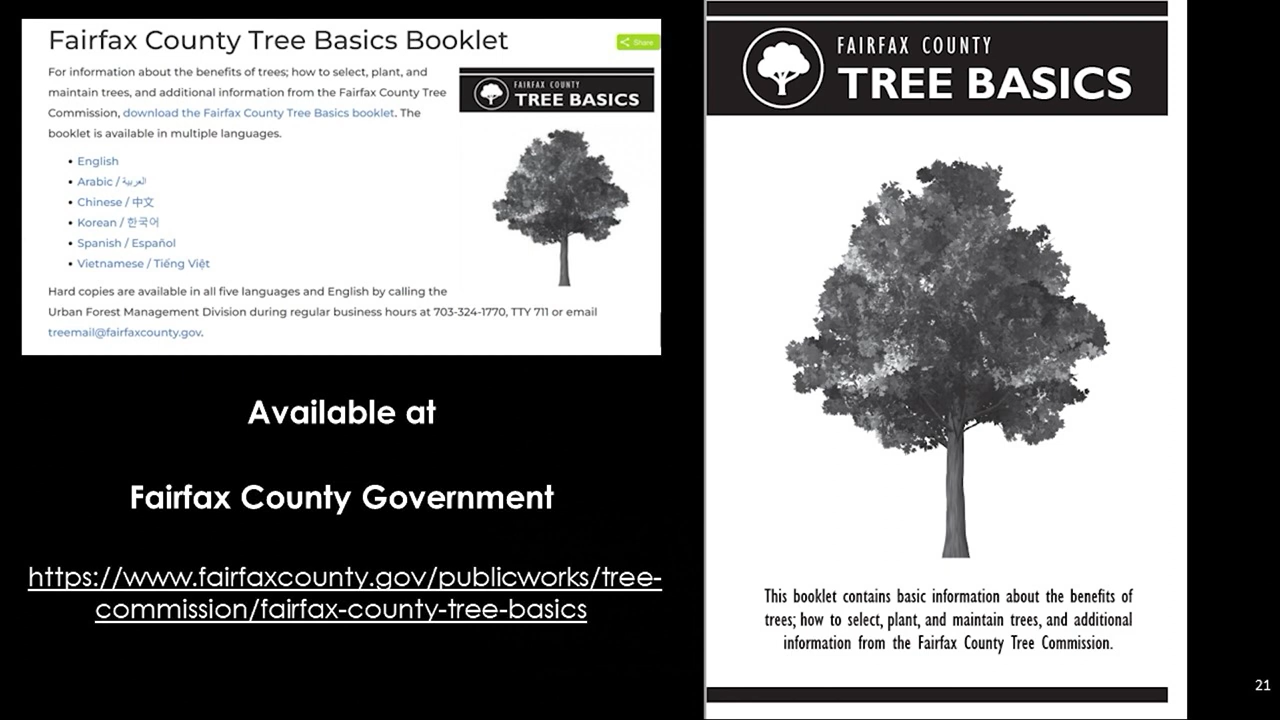 Fairfax County Tree Basics Booklet
Share
For information about the benefits of trees; how to select, plant, and
maintain trees, and additional information from the Fairfax County Tree
Commission, download the Fairfax County Tree Basics booklet. The
booklet is available in multiple languages.
• English
• Arabic / العربية
• Chinese / 中文
• Korean / 한국어
• Spanish / Español
• Vietnamese / Tiếng Việt
Hard copies are available in all five languages and English by calling the
Urban Forest Management Division during regular business hours at 703-324-1770, TTY 711 or email
treemail@fairfaxcounty.gov.
FAIRFAX COUNTY
TREE BASICS
Available at
Fairfax County Government
https://www.fairfaxcounty.gov/publicworks/tree-
commission/fairfax-county-tree-basics
FAIRFAX COUNTY
TREE BASICS
This booklet contains basic information about the benefits of
trees; how to select, plant, and maintain trees, and additional
information from the Fairfax County Tree Commission.
21